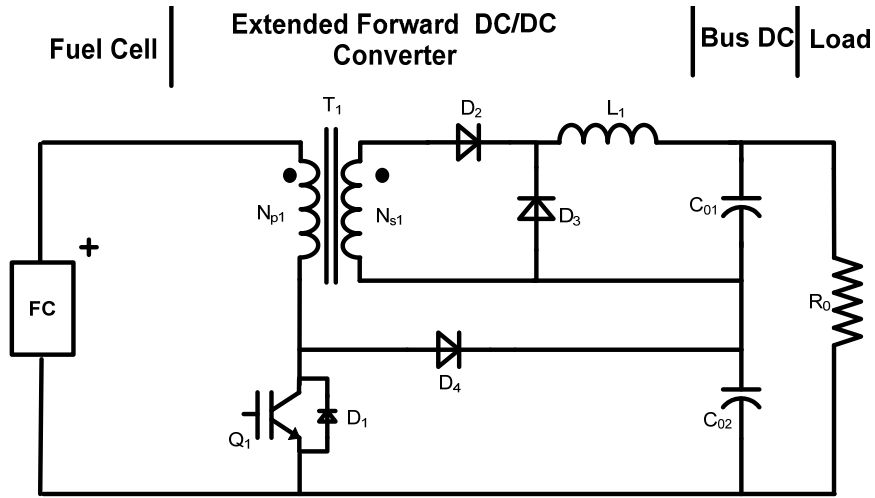 Fuel Cell
Extended Forward DC/DC
Converter
Bus DC
Load
T1
D2
L1
Np1
Ns1
D3
C01
+
FC
R0
D4
Q1
D1
C02